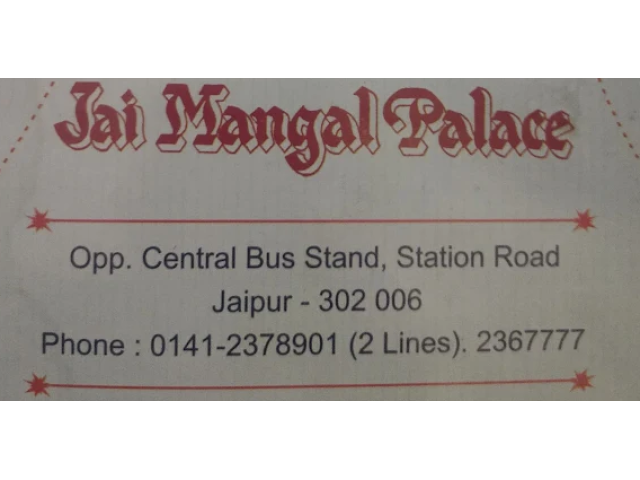 Jai Mangal Palace
Opp. Central Bus Stand, Station Road
Jaipur - 302 006
Phone : 0141-2378901 (2 Lines). 2367777